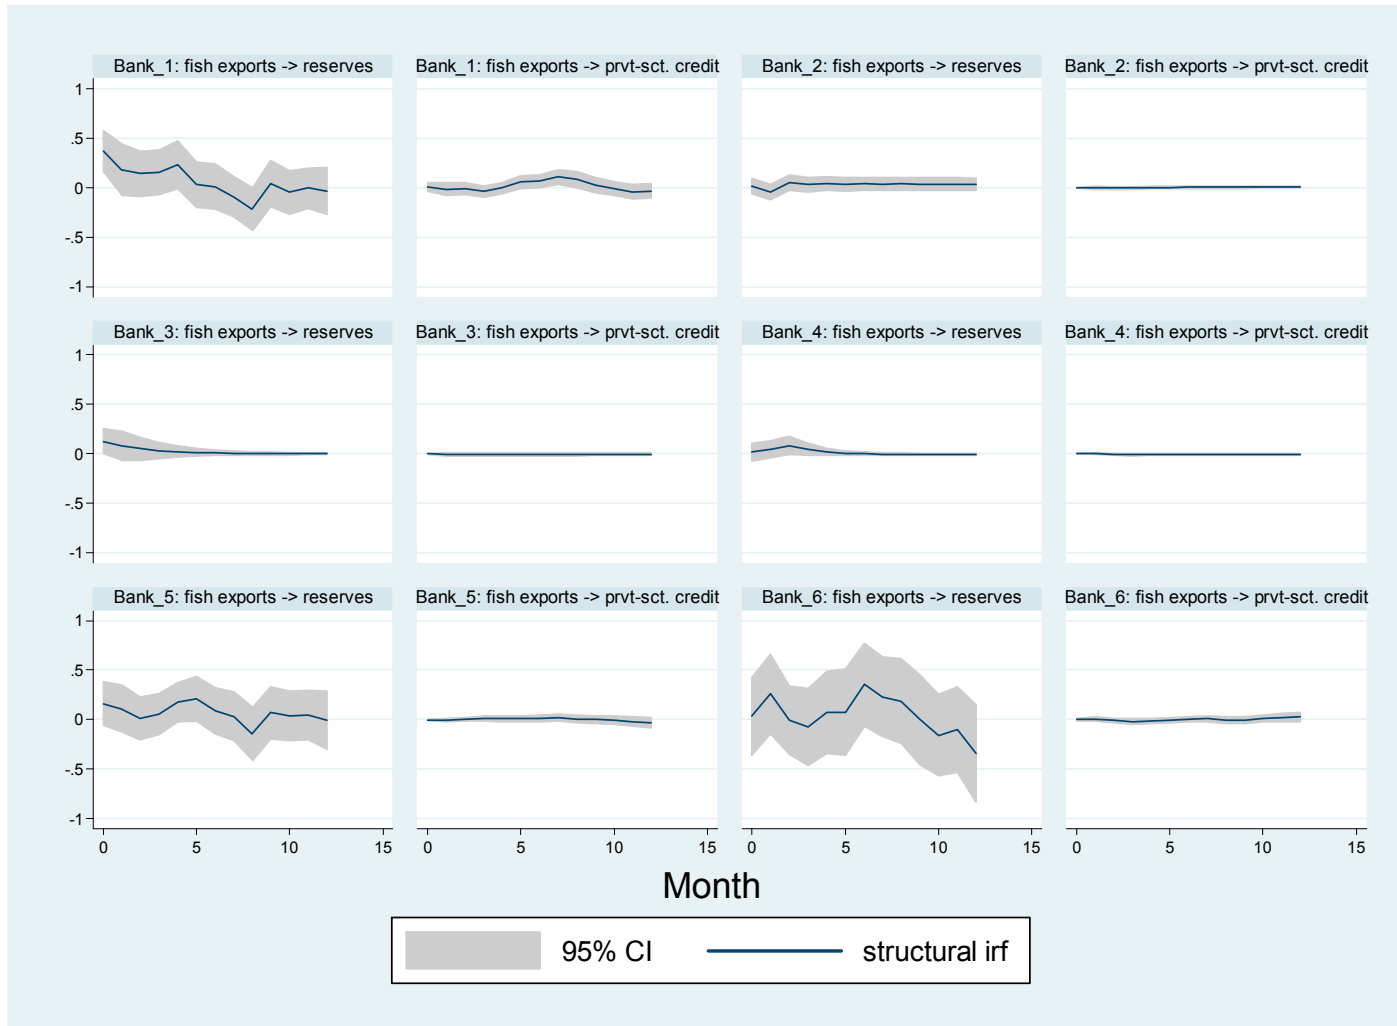 Bank_1: fish exports -> reserves
Bank_1: fish exports -> prvt-sct. credit
Bank_2: fish exports -> reserves
Bank_2: fish exports -> prvt-sct. credit
1
.5
0
-.5
-1
Bank_3: fish exports -> reserves
Bank_3: fish exports -> prvt-sct. credit
Bank_4: fish exports -> reserves
Bank_4: fish exports -> prvt-sct. credit
1
.5
0
-.5
-1
Bank_5: fish exports -> reserves
Bank_5: fish exports -> prvt-sct. credit
Bank_6: fish exports -> reserves
Bank_6: fish exports -> prvt-sct. credit
1
.5
0
-.5
-1
0 5 10 15
0 5 10 15
0 5 10 15
0 5 10 15
Month
95% CI
structural irf